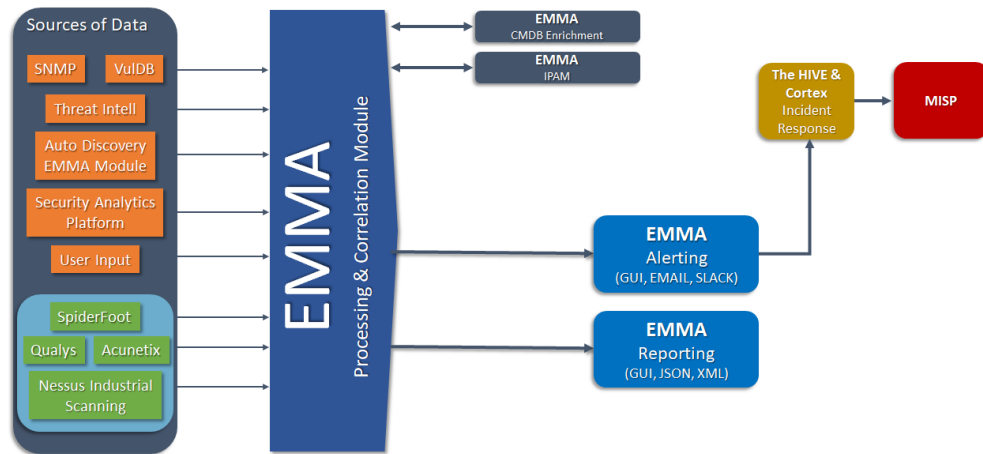 Sources of Data
SNMP
VulDB
Threat Intell
Auto Discovery
EMMA Module
Security Analytics
Platform
User Input
SpiderFoot
Qualys
Acunetix
Nessus Industrial
Scanning
EMMA
Processing & Correlation Module
EMMA
CMDB Enrichment
EMMA
IPAM
The HIVE &
Cortex
Incident
Response
MISP
EMMA
Alerting
(GUI, EMAIL, SLACK)
EMMA
Reporting
(GUI, JSON, XML)